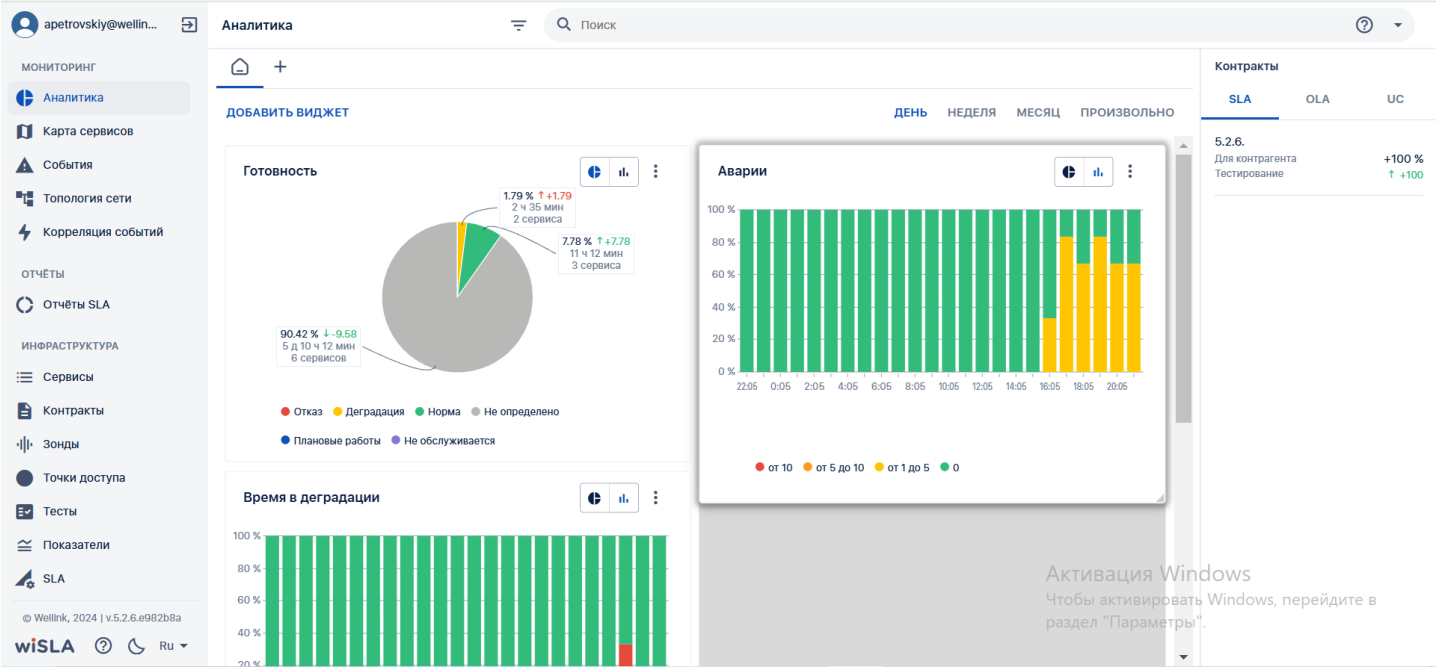 apetrovskiy@wellin...
МОНИТОРИНГ
Аналитика
Карта сервисов
События
Топология сети
Корреляция событий
ОТЧЁТЫ
Отчёты SLA
ИНФРАСТРУКТУРА
Сервисы
Контракты
Зонды
Точки доступа
Тесты
Показатели
SLA
© Wellink, 2024 | v.5.2.6.e982b8a
wiSLA
Ru
Аналитика
Поиск
ДОБАВИТЬ ВИДЖЕТ
ДЕНЬ НЕДЕЛЯ МЕСЯЦ ПРОИЗВОЛЬНО
Готовность
1.79 % ↑ +1.79
2 ч 35 мин
2 сервиса
7.78 % ↑ +7.78
11 ч 12 мин
3 сервиса
90.42 % ↓ -9.58
5 д 10 ч 12 мин
6 сервисов
Отказ Деградация Норма Не определено
Плановые работы Не обслуживается
Аварии
100 %
80 %
60 %
40 %
20 %
0 %
22:05 0:05 2:05 4:05 6:05 8:05 10:05 12:05 14:05 16:05 18:05 20:05
от 10 от 5 до 10 от 1 до 5 0
Время в деградации
100 %
80 %
60 %
40 %
20 %
Контракты
SLA OLA UC
5.2.6.
Для контрагента +100 %
Тестирование ↑ +100
Активация Windows
Чтобы активировать Windows, перейдите в
раздел "Параметры".